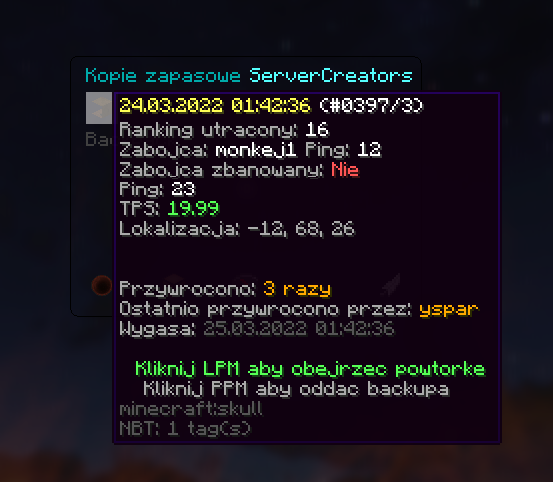 Kopie zapasowe ServerCreators
24.03.2022 01:42:36 (#0397/3)
Ranking utracony: 16
Zabojca: monkej1 Ping: 12
Zabojca zbanowany: Nie
Ping: 23
TPS: 19.99
Lokalizacja: -12, 68, 26
Przywrocono: 3 razy
Ostatnio przywrocono przez: yspar
Wygasa: 25.03.2022 01:42:36
Kliknij LPM aby obejrzec powtorke
Kliknij PPM aby oddac backupa
minecraft:skull
NBT: 1 tag(s)